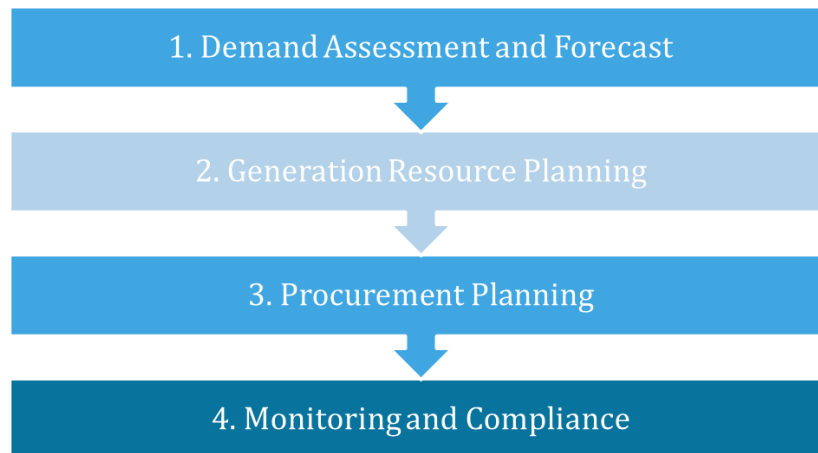 1. Demand Assessment and Forecast
2. Generation Resource Planning
3. Procurement Planning
4. Monitoring and Compliance